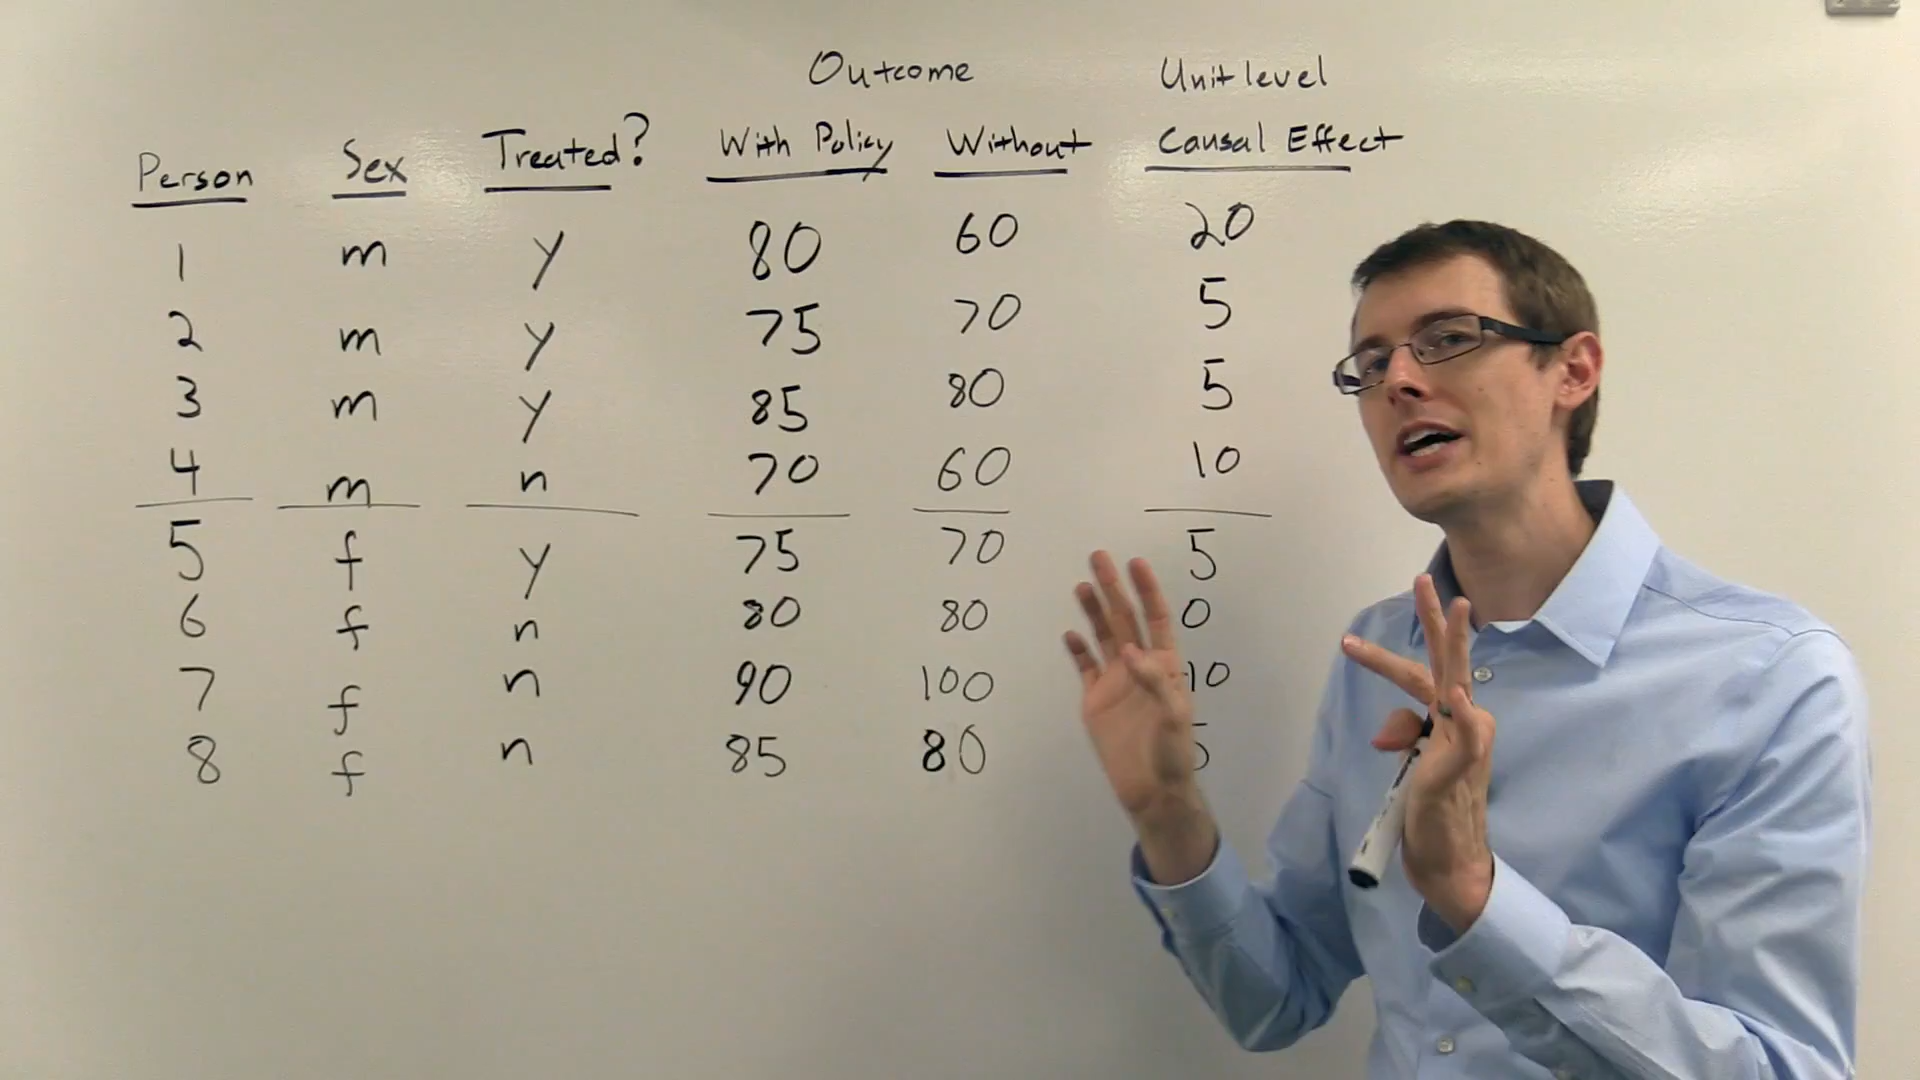 Outcome Unit level
Person Sex Treated? With Policy Without Causal Effect
1 m y 80 60 20
2 m y 75 70 5
3 m y 85 80 5
4 m n 70 60 10
5 f y 75 70 5
6 f n 80 80 0
7 f n 90 100 -10
8 f n 85 80 5